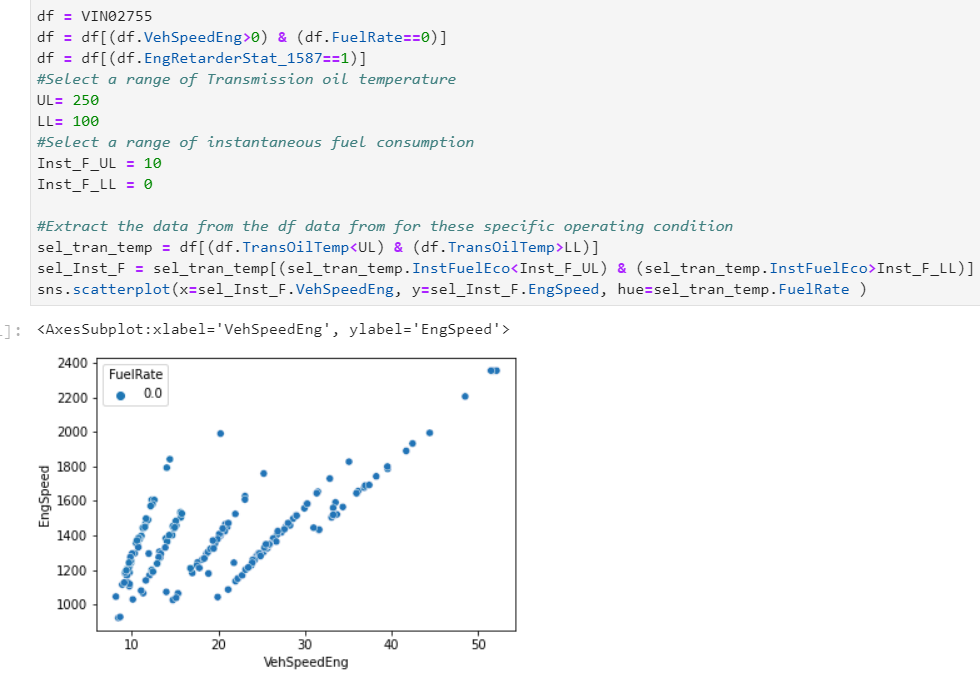 df = VIN02755
df = df[(df.VehSpeedEng>0) & (df.FuelRate==0)]
df = df[(df.EngRetarderStat_1587==1)]
#Select a range of Transmission oil temperature
UL= 250
LL= 100
#Select a range of instantaneous fuel consumption
Inst_F_UL = 10
Inst_F_LL = 0
#Extract the data from the df data from for these specific operating condition
sel_tran_temp = df[(df.TransOilTemp<UL) & (df.TransOilTemp>LL)]
sel_Inst_F = sel_tran_temp[(sel_tran_temp.InstFuelEco<Inst_F_UL) & (sel_tran_temp.InstFuelEco>Inst_F_LL)]
sns.scatterplot(x=sel_Inst_F.VehSpeedEng, y=sel_Inst_F.EngSpeed, hue=sel_tran_temp.FuelRate )
]: <AxesSubplot:xlabel='VehSpeedEng', ylabel='EngSpeed'>
2400
FuelRate
0.0
2200
2000
1800
1600
EngSpeed
1400
1200
1000
10 20 30 40 50
VehSpeedEng